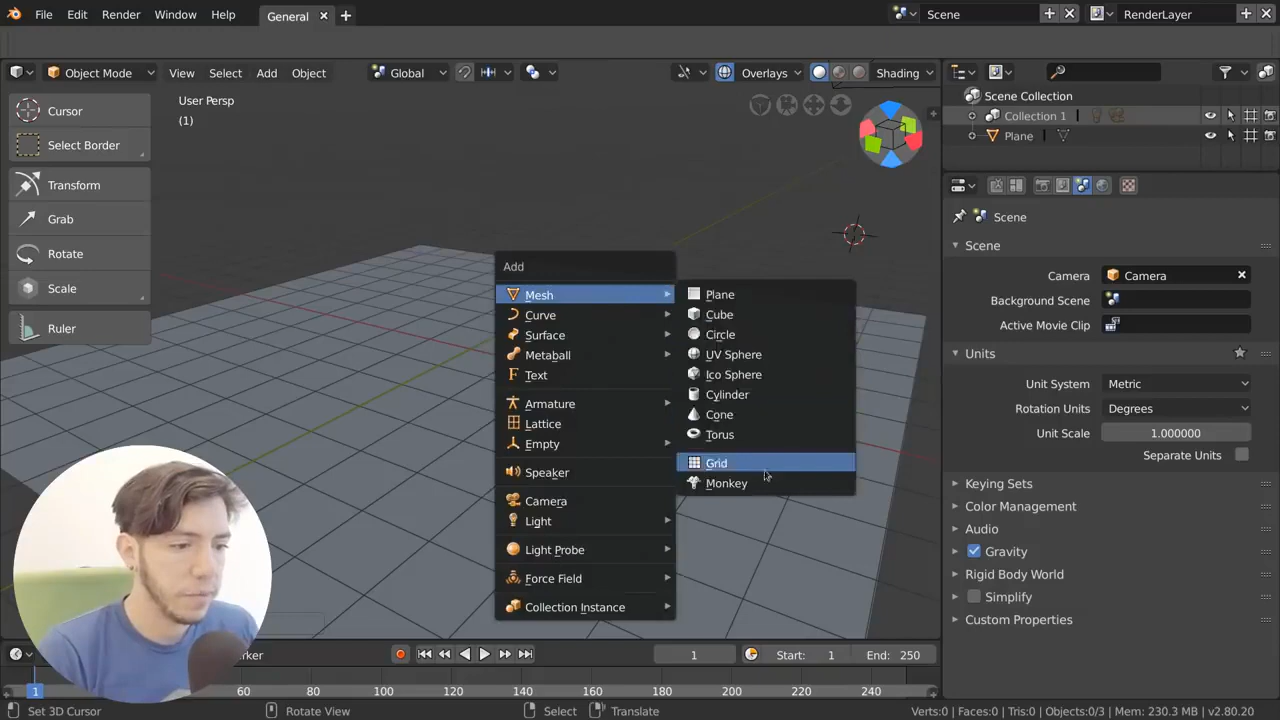 File Edit Render Window Help General Scene RenderLayer
Object Mode View Select Add Object Global Overlays Shading
Cursor
Select Border
Transform
Grab
Rotate
Scale
Ruler
User Persp
(1)
Add
Mesh
Curve
Surface
Metaball
Text
Armature
Lattice
Empty
Speaker
Camera
Light
Light Probe
Force Field
Collection Instance
Plane
Cube
Circle
UV Sphere
Ico Sphere
Cylinder
Cone
Torus
Grid
Monkey
Scene Collection
Collection 1
Plane
Scene
Scene
Camera Camera
Background Scene
Active Movie Clip
Units
Unit System Metric
Rotation Units Degrees
Unit Scale 1.000000
Separate Units
Keying Sets
Color Management
Audio
Gravity
Rigid Body World
Simplify
Custom Properties
1 Start: 1 End: 250
1 60 80 100 120 140 160 180 200 220 240
Set 3D Cursor Rotate View Select Translate Verts:0 | Faces:0 | Tris:0 | Objects:0/3 | Mem: 230.3 MB | v2.80.20